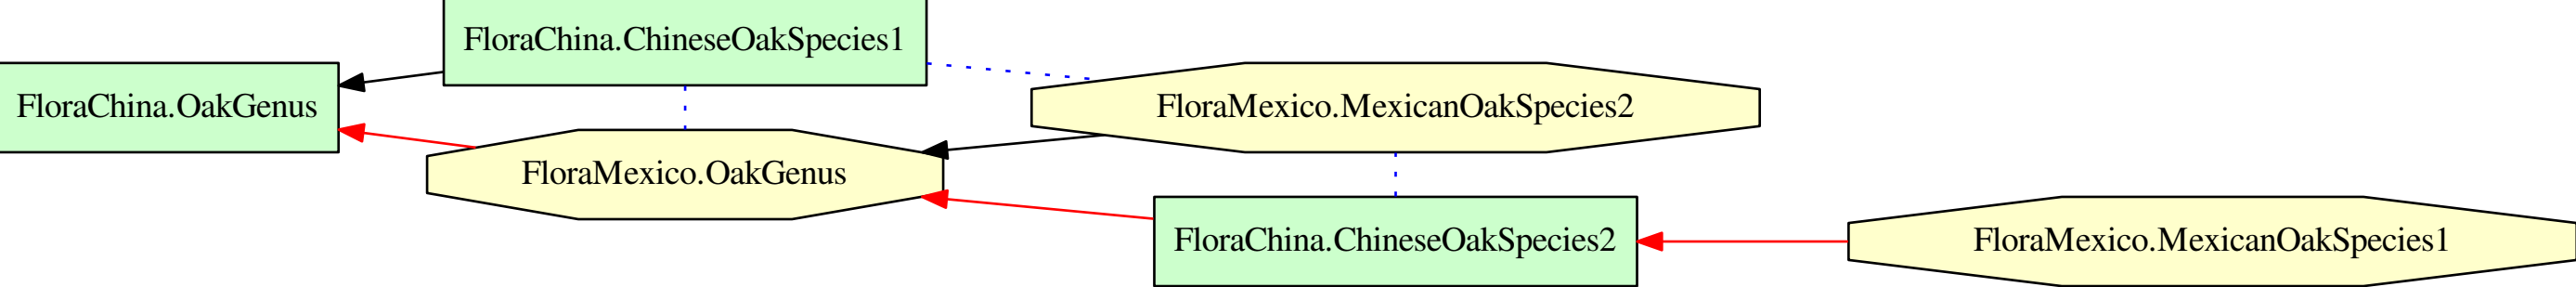 FloraChina.ChineseOakSpecies1
FloraChina.OakGenus
FloraMexico.MexicanOakSpecies2
FloraMexico.OakGenus
FloraChina.ChineseOakSpecies2
FloraMexico.MexicanOakSpecies1